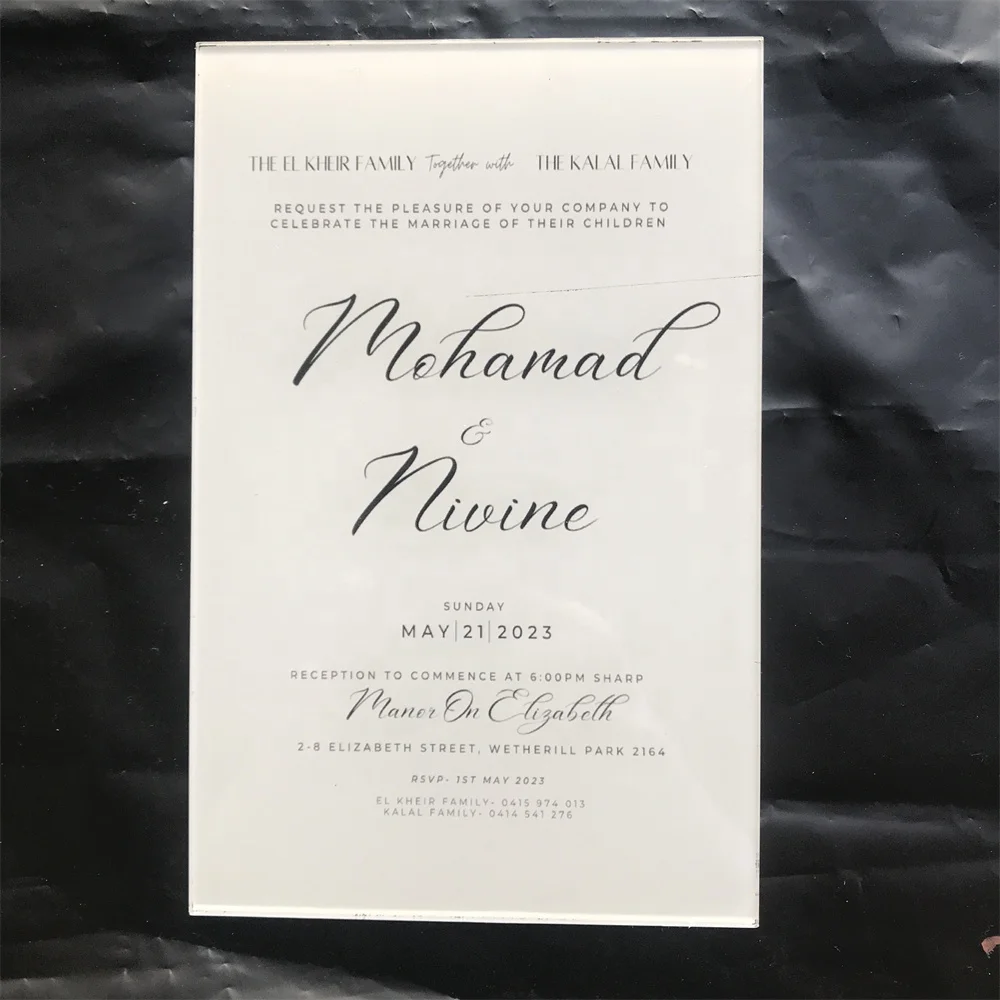 THE EL KHEIR FAMILY Together with THE KALAL FAMILY
REQUEST THE PLEASURE OF YOUR COMPANY TO
CELEBRATE THE MARRIAGE OF THEIR CHILDREN
Mohamad
&
Nivine
SUNDAY
MAY|21|2023
RECEPTION TO COMMENCE AT 6:00PM SHARP
Manor On Elizabeth
2-8 ELIZABETH STREET, WETHERILL PARK 2164
RSVP- 1ST MAY 2023
EL KHEIR FAMILY- 0415 974 013
KALAL FAMILY- 0414 541 276